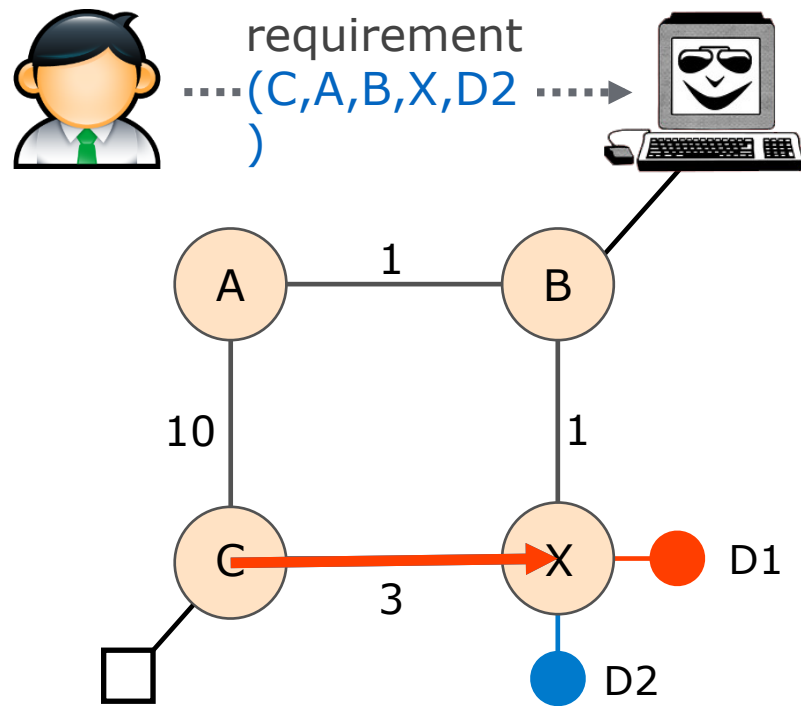 requirement
(C,A,B,X,D2
)
1
A
B
10
1
C
X
D1
3
D2